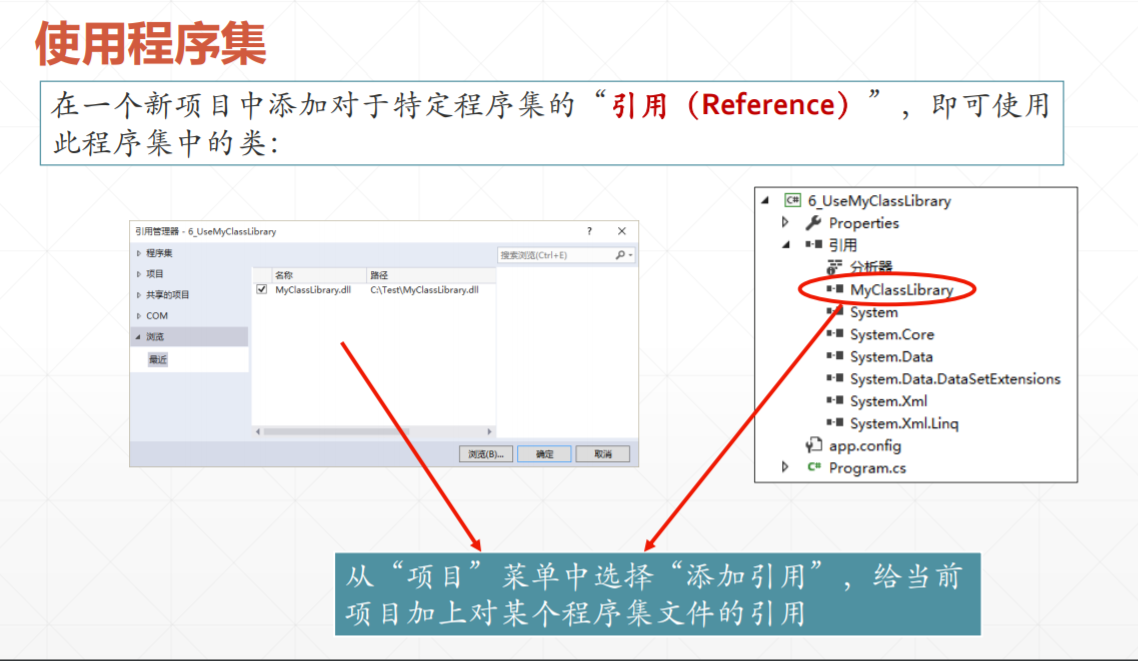 使用程序集
在一个新项目中添加对于特定程序集的“引用（Reference）”，即可使用
此程序集中的类：
引用管理器 - 6_UseMyClassLibrary
? X
程序集
项目
共享的项目
COM
浏览
最近
搜索浏览(Ctrl+E)
名称 路径
MyClassLibrary.dll C:\Test\MyClassLibrary.dll
浏览(B)... 确定 取消
C# 6_UseMyClassLibrary
Properties
引用
分析器
MyClassLibrary
System
System.Core
System.Data
System.Data.DataSetExtensions
System.Xml
System.Xml.Linq
app.config
C# Program.cs
从“项目”菜单中选择“添加引用”，给当前
项目加上对某个程序集文件的引用